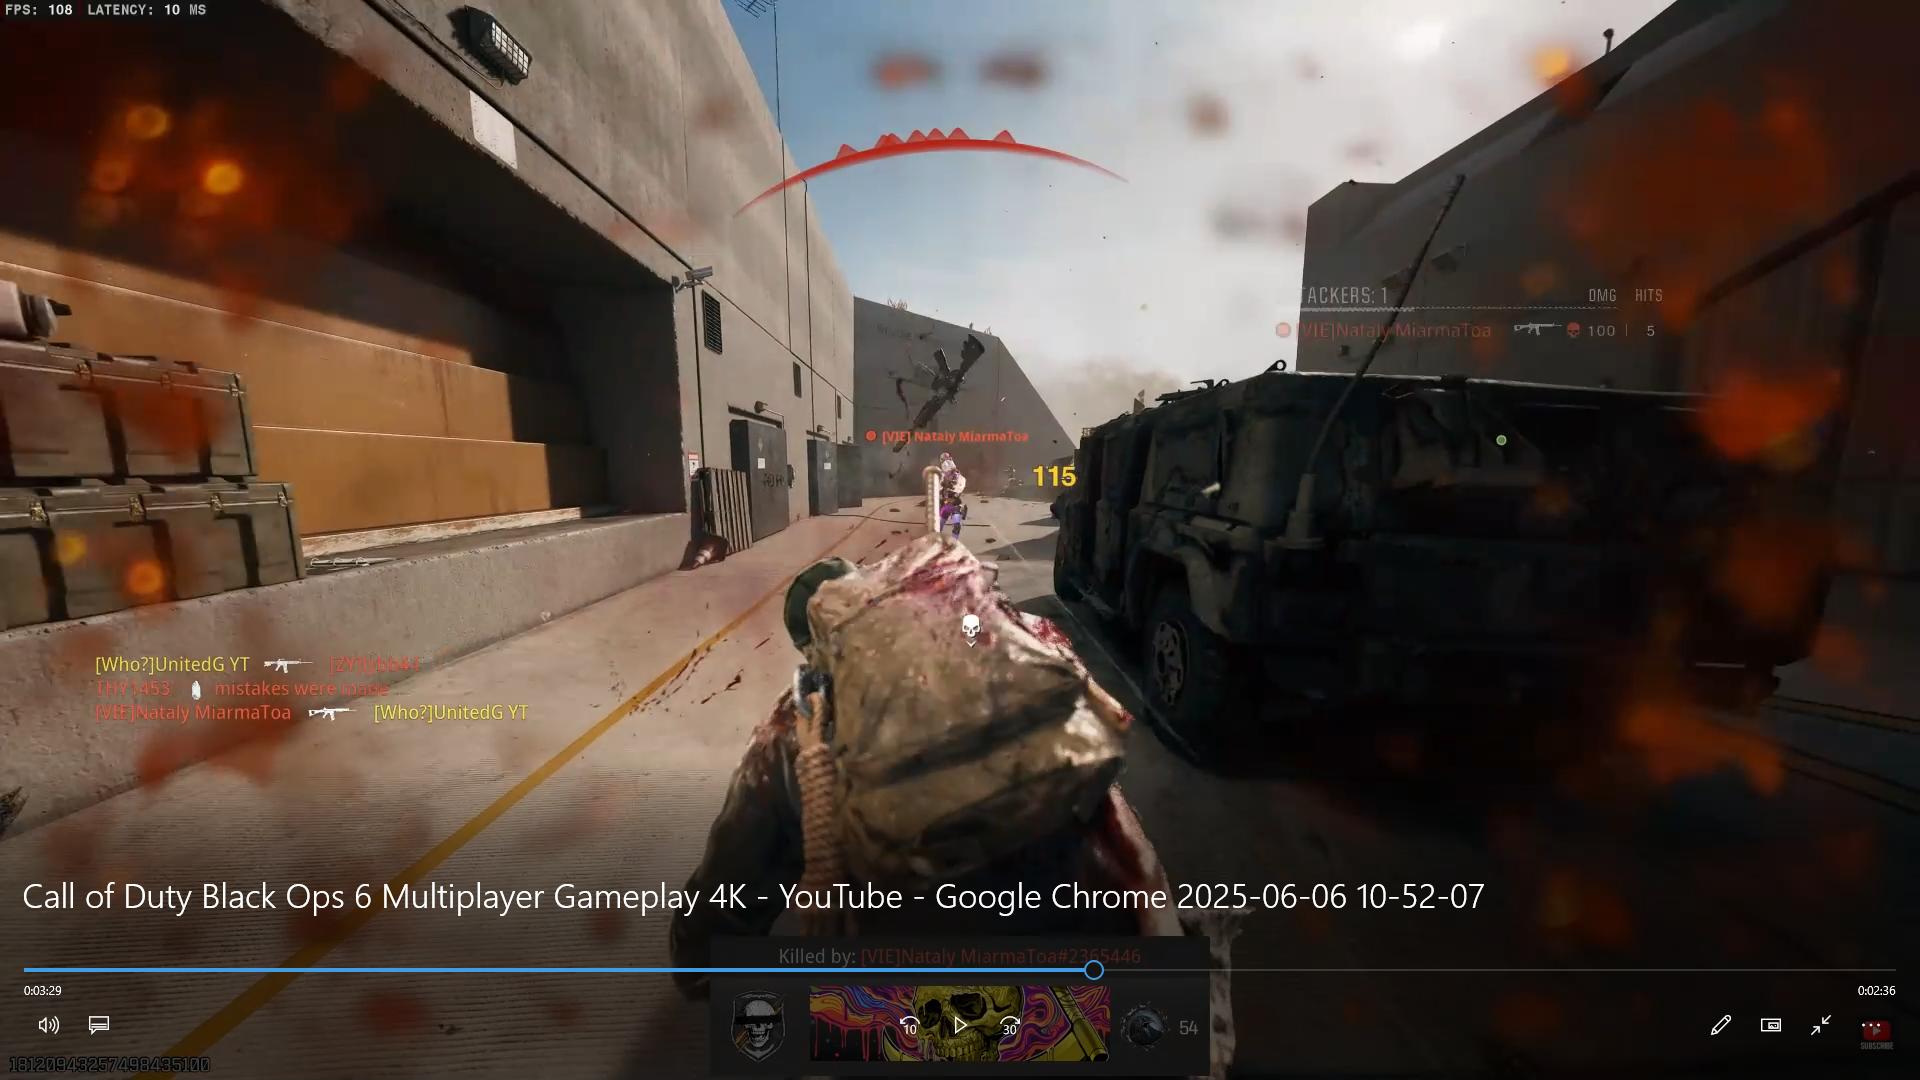 FPS: 108 LATENCY: 10 MS
TACKERS: 1 DMG HITS
[VIE]Nataly MiarmaToa 100 | 5
[VIE] Nataly MiarmaToa
115
[Who?]UnitedG YT
THY1453 mistakes were made
[VIE]Nataly MiarmaToa [Who?]UnitedG YT
Call of Duty Black Ops 6 Multiplayer Gameplay 4K - YouTube - Google Chrome 2025-06-06 10-52-07
Killed by: [VIE]Nataly MiarmaToa#2365446
0:03:29 0:02:36
10 30 54
SUBSCRIBE
18120943257498435100